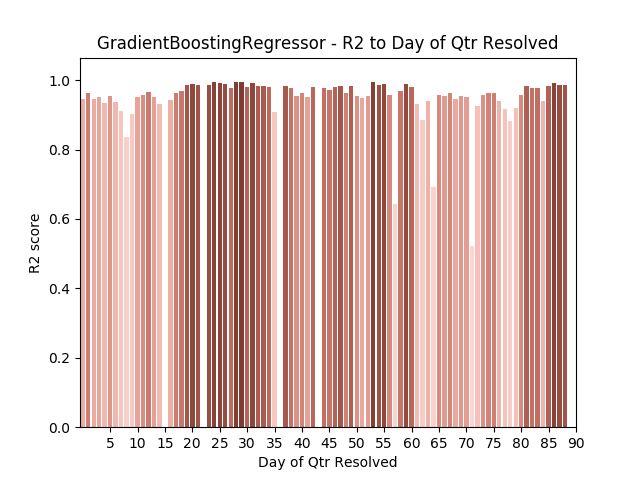 GradientBoostingRegressor - R2 to Day of Qtr Resolved
1.0
0.8
0.6
0.4
0.2
0.0
R2 score
5 10 15 20 25 30 35 40 45 50 55 60 65 70 75 80 85 90
Day of Qtr Resolved